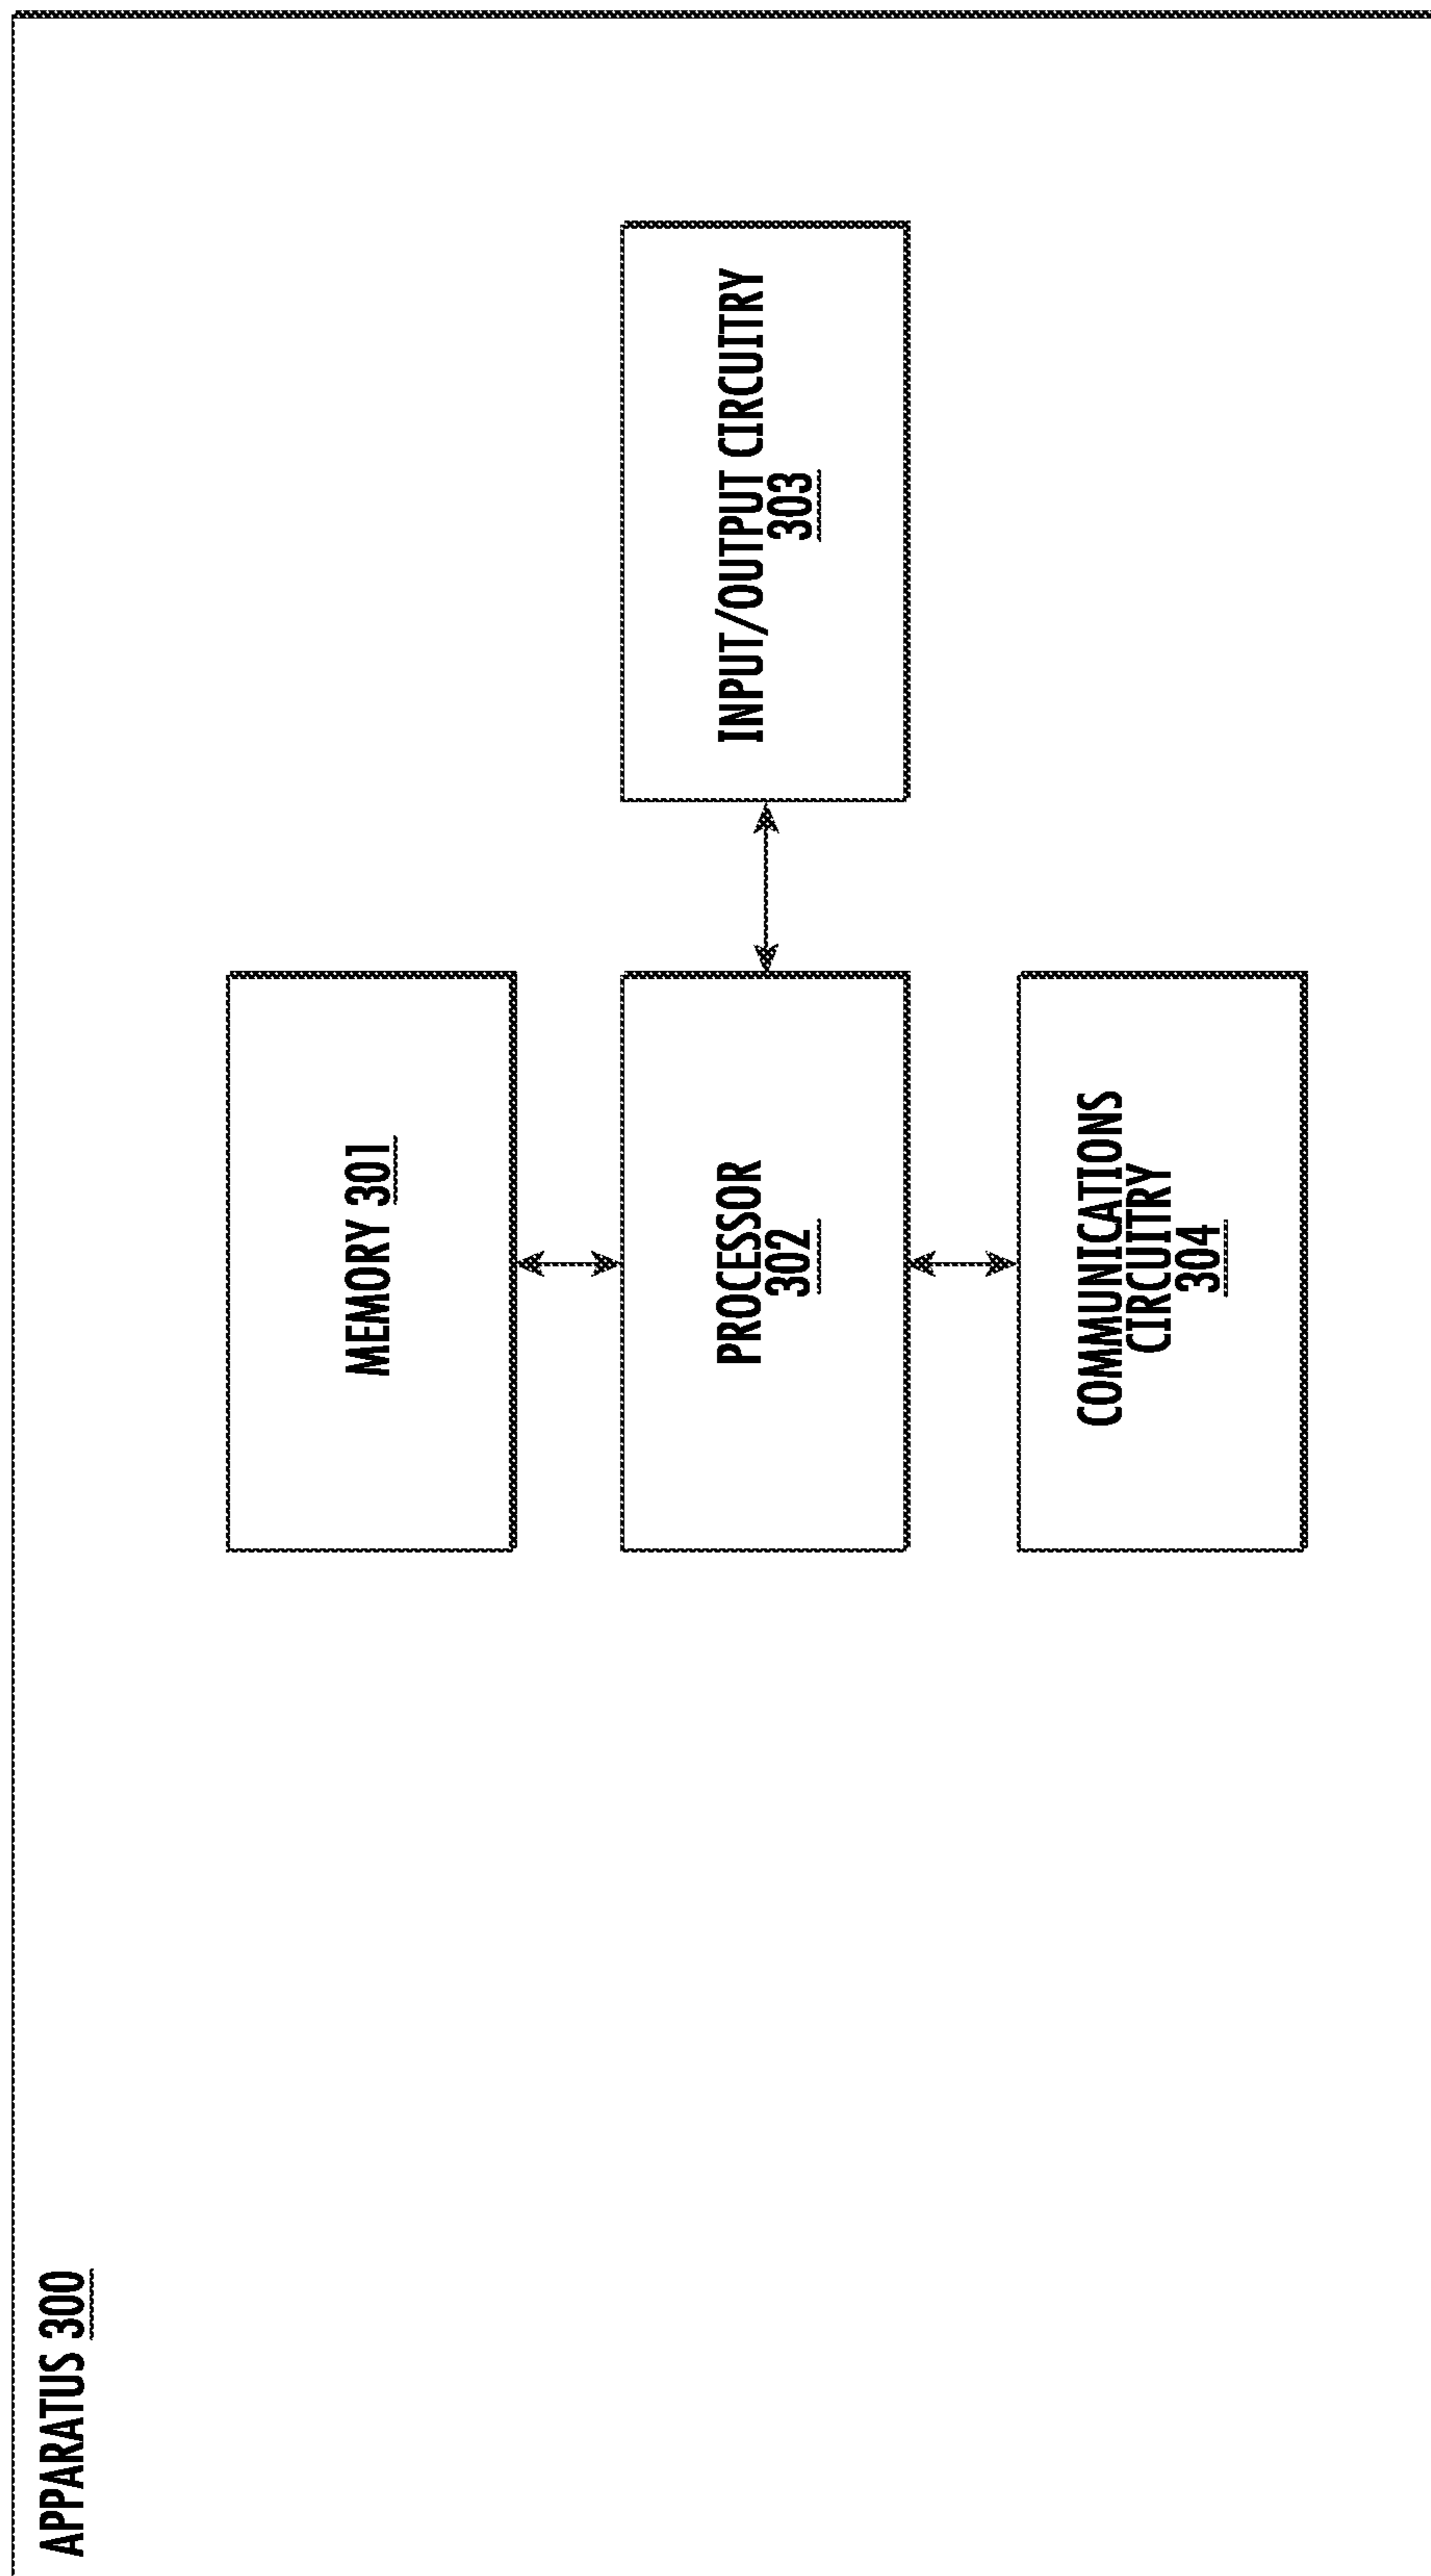 APPARATUS 300
MEMORY 301
PROCESSOR
302
INPUT/OUTPUT CIRCUITRY
303
COMMUNICATIONS
CIRCUITRY
304